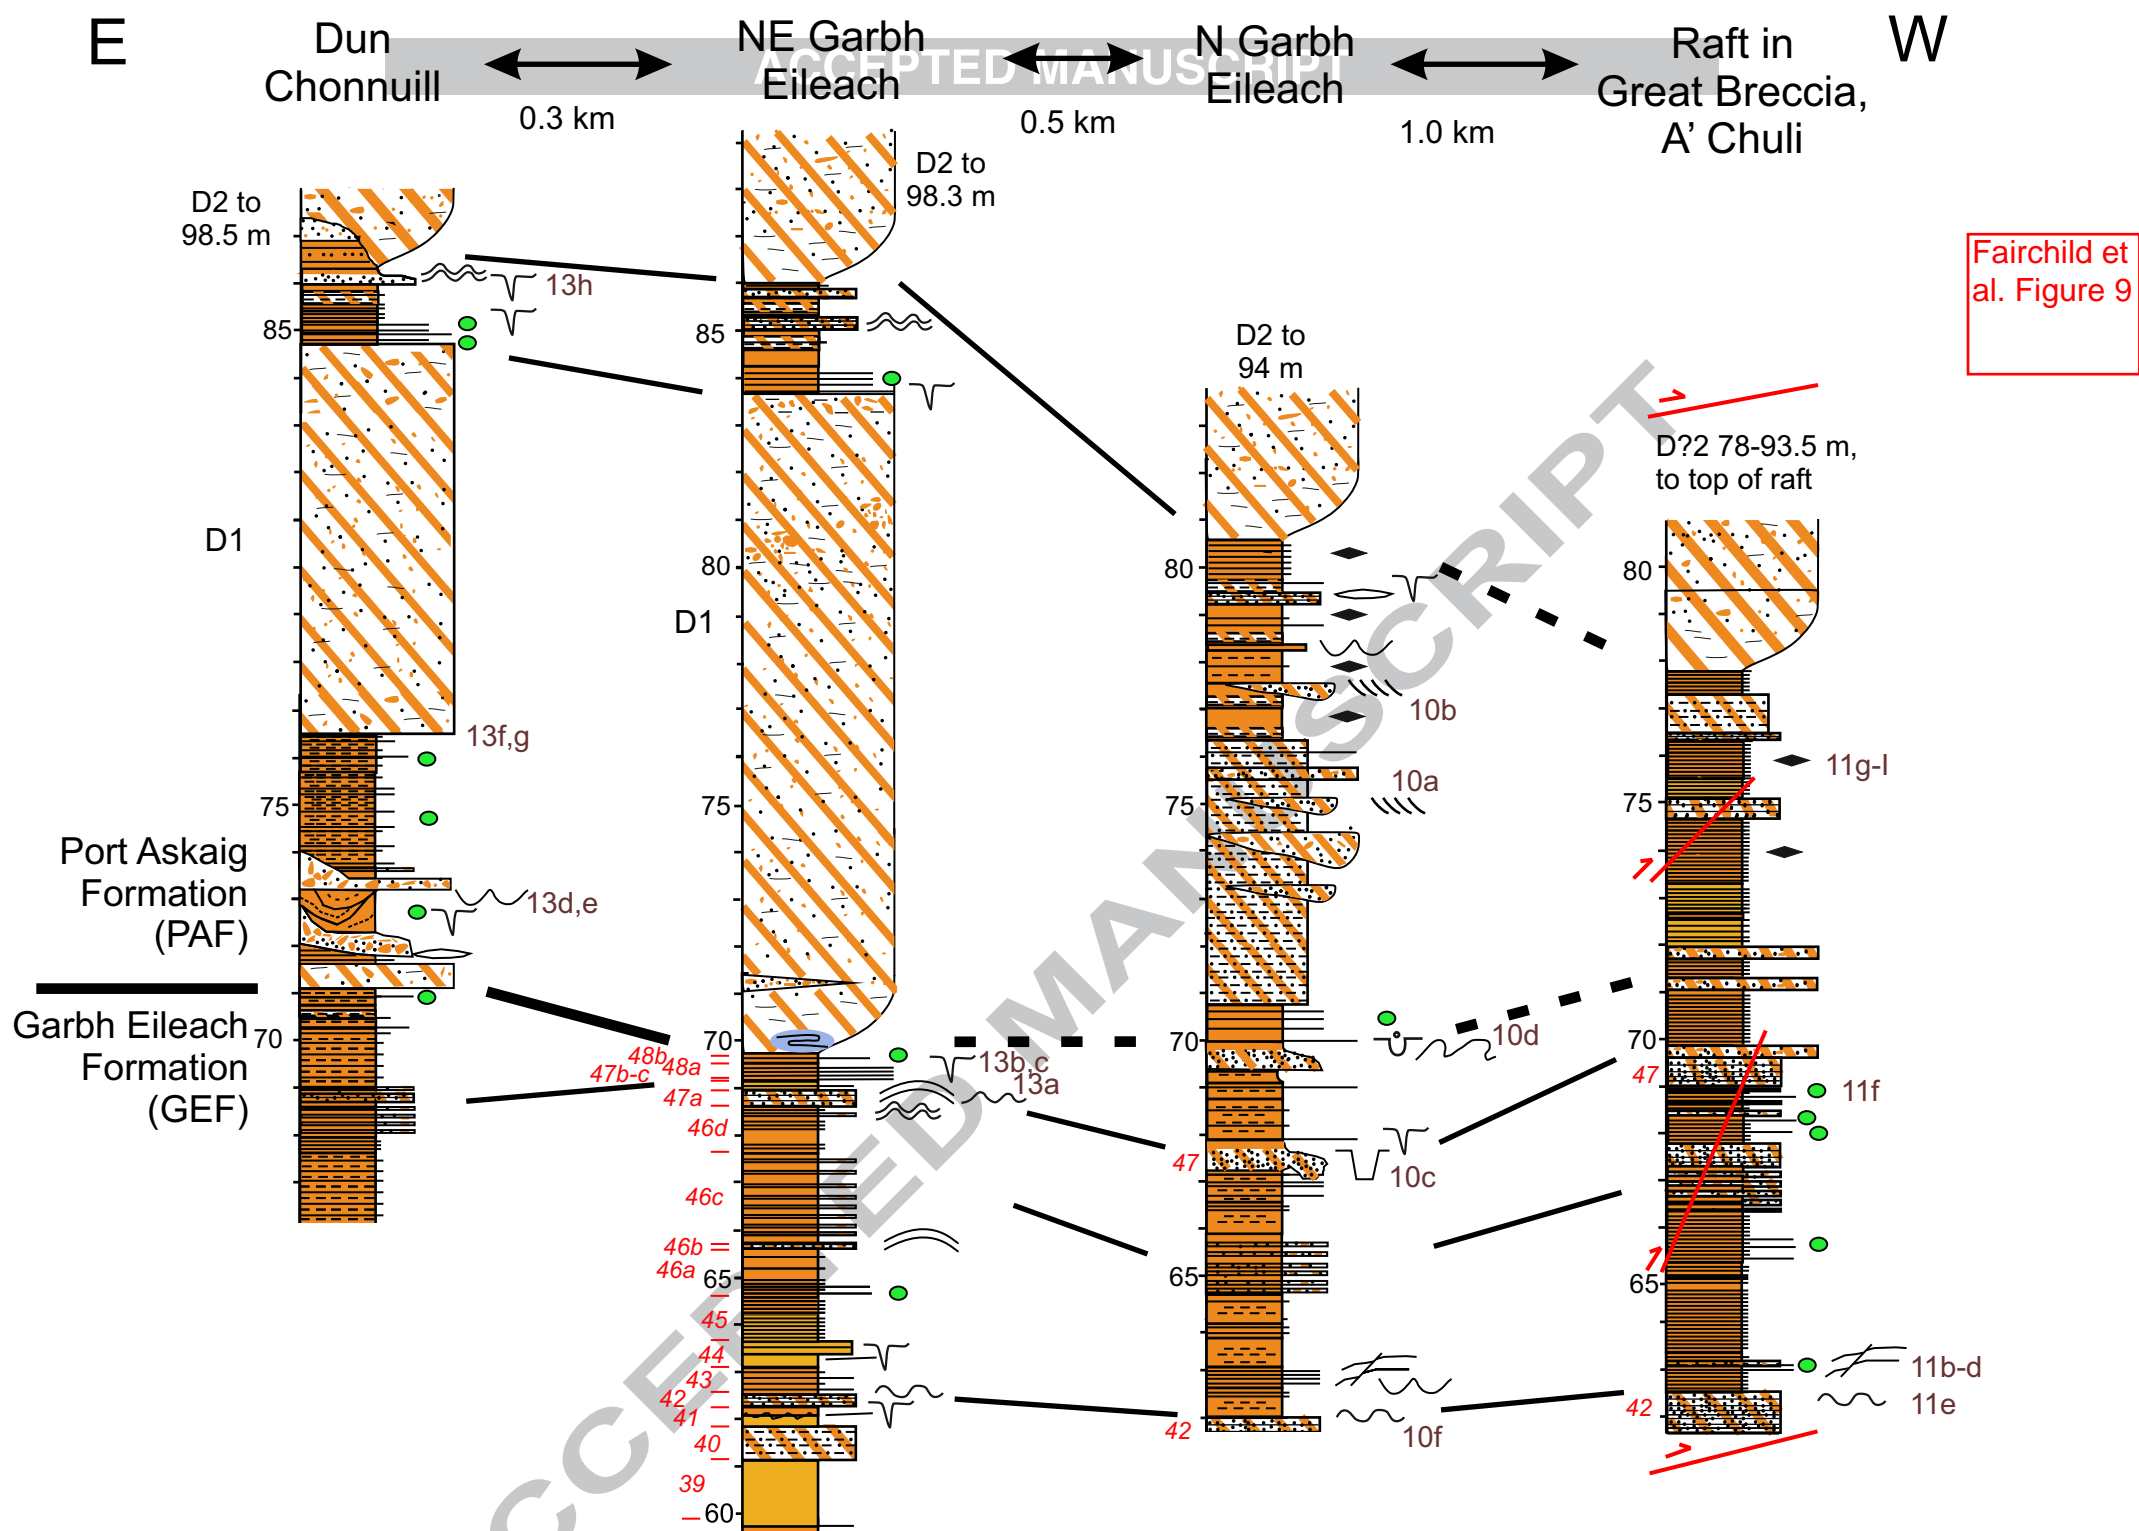 E
Dun
Chonnuill
NE Garbh
Eileach
N Garbh
Eileach
Raft in
Great Breccia,
A' Chuli
W
ACCEPTED MANUSCRIPT
0.3 km
0.5 km
1.0 km
Fairchild et
al. Figure 9
D2 to
98.5 m
D2 to
98.3 m
D2 to
94 m
D?2 78-93.5 m,
to top of raft
13h
85
D1
13f,g
75
Port Askaig
Formation
(PAF)
13d,e
Garbh Eileach
Formation
(GEF)
70
85
80
D1
75
70
48b
48a
47b-c
47a
46d
46c
46b
46a
65
45
44
43
42
41
40
39
60
13b,c
13a
80
10b
10a
75
70
10d
47
10c
65
42
10f
80
11g-l
75
70
47
11f
65
11b-d
42
11e
ACCEPTED MANUSCRIPT